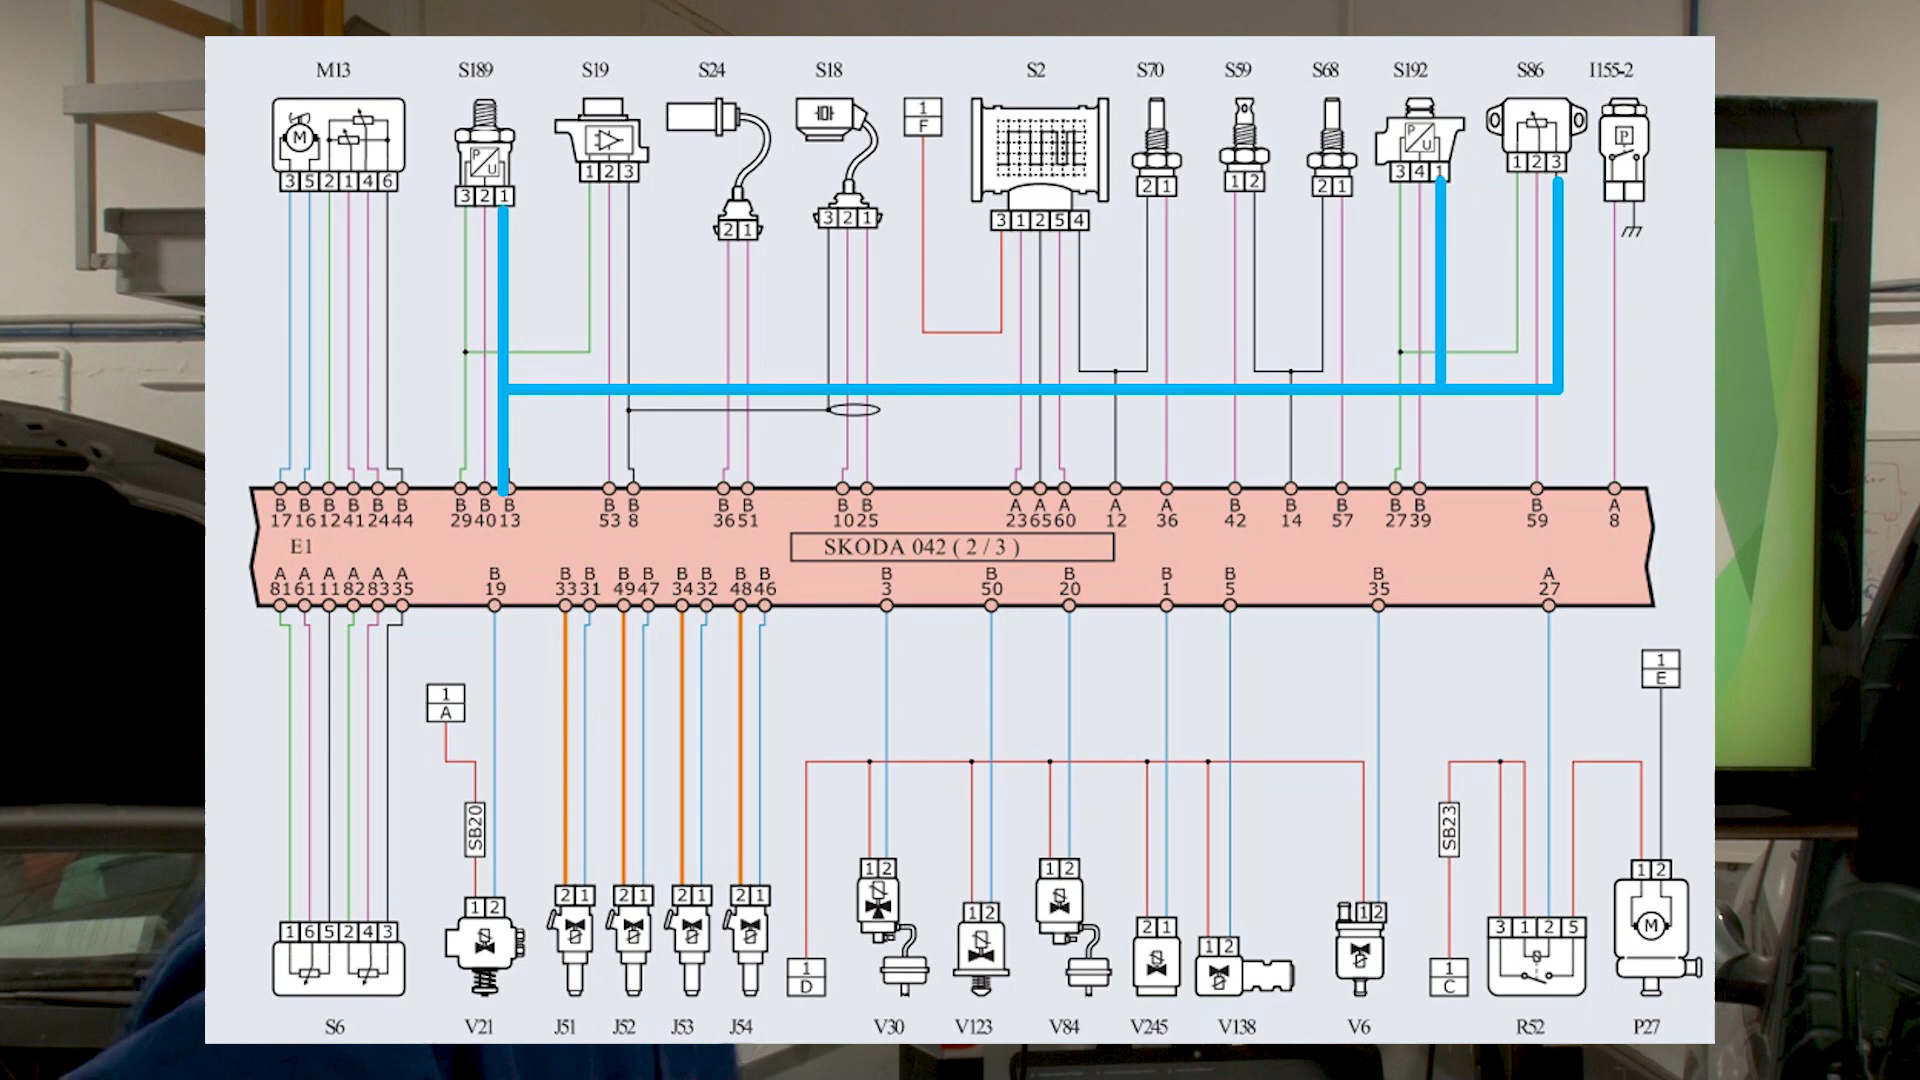 M13 S189 S19 S24 S18 S2 S70 S59 S68 S192 S86 I155-2
1
F
M
P
U
P
U
P
3 5 2 1 4 6
3 2 1
1 2 3
2 1
3 2 1
3 1 2 5 4
2 1
1 2
2 1
3 4 1
1 2 3
B B B B B B B B B B B B B B B A A A A A B B B B B B A
17 16 12 41 24 44 29 40 13 53 8 36 51 10 25 23 65 60 12 36 42 14 57 27 39 59 8
E1
SKODA 042 ( 2 / 3 )
A A A A A A B B B B B B B B B B B B B B B A
81 61 11 82 83 35 19 33 31 49 47 34 32 48 46 3 50 20 1 5 35 27
1
A
1
E
SB20
SB23
1 6 5 2 4 3
1 2
2 1
2 1
2 1
2 1
1 2
1 2
1 2
2 1
1 2
1 2
3 1 2 5
1 2
M
1
D
1
C
S6 V21 J51 J52 J53 J54 V30 V123 V84 V245 V138 V6 R52 P27